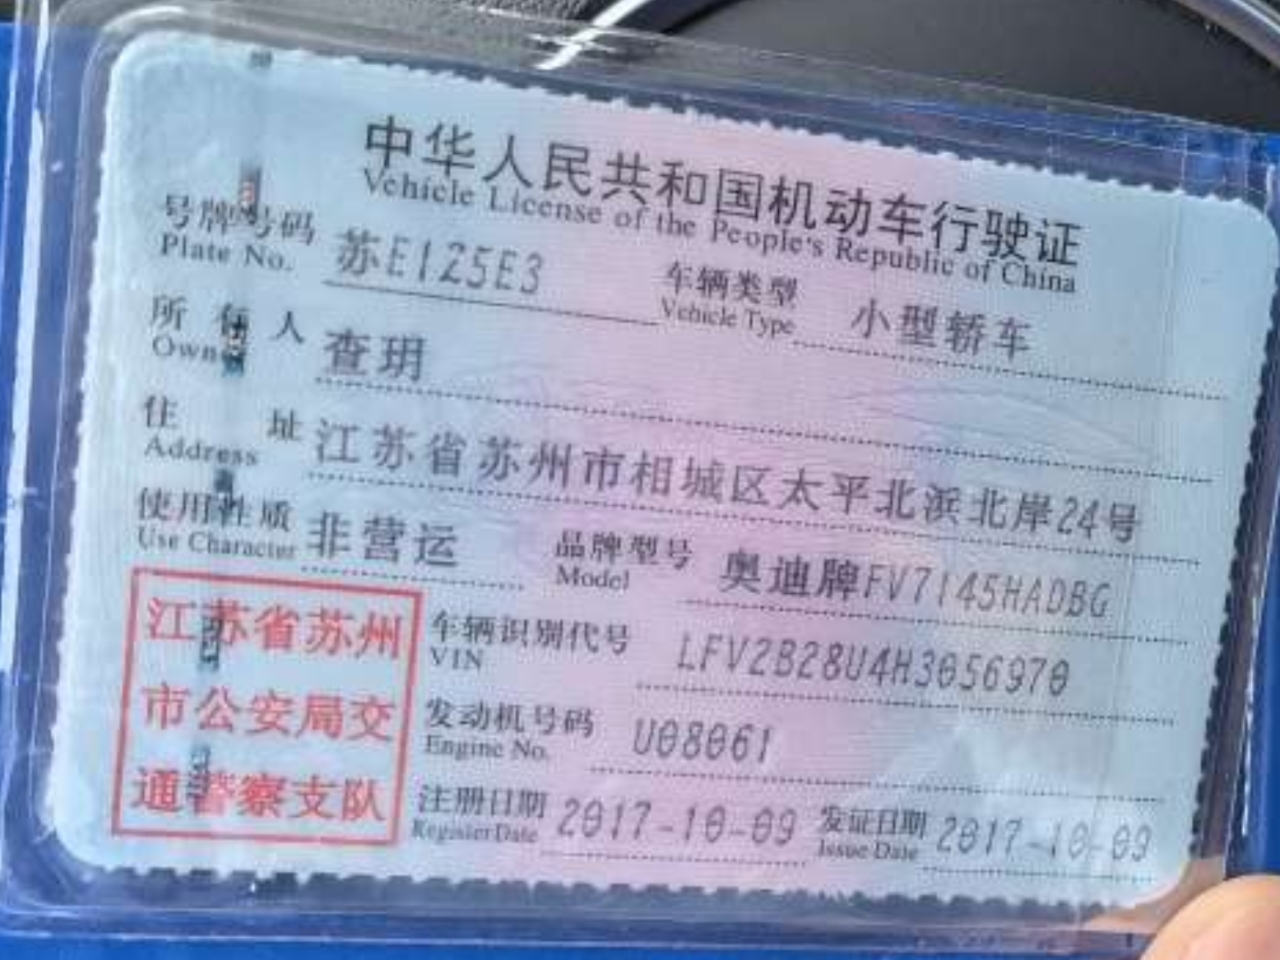 中华人民共和国机动车行驶证
Vehicle License of the People's Republic of China
号牌号码 苏E125E3 车辆类型 小型轿车
Plate No. Vehicle Type
所有人 查玥
Owner
住址 江苏省苏州市相城区太平北浜北岸24号
Address
使用性质 非营运 品牌型号 奥迪牌FV7145HADBG
Use Character Model
江苏省苏州
市公安局交
通警察支队
车辆识别代号 LFV2B28U4H3056970
VIN
发动机号码 U08061
Engine No.
注册日期 2017-10-09 发证日期 2017-10-09
Register Date Issue Date